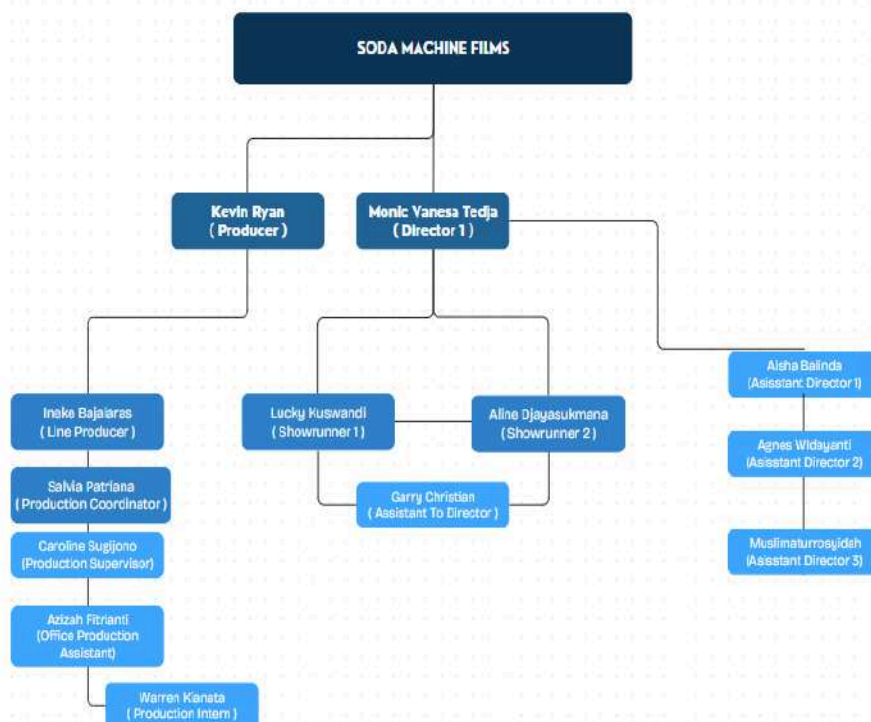 SODA MACHINE FILMS
Kevin Ryan
( Producer )
Monic Vanesa Tedja
( Director 1 )
Ineke Bajalaras
( Line Producer )
Salvia Patriana
( Production Coordinator )
Caroline Sugijono
(Production Supervisor)
Azizah Fitrianti
(Office Production
Assistant)
Warren Kianata
( Production Intern )
Lucky Kuswandi
( Showrunner 1 )
Aline Djayasukmana
( Showrunner 2 )
Garry Christian
( Assistant To Director )
Aisha Balinda
(Asisstant Director 1)
Agnes Widayanti
(Asisstant Director 2)
Muslimaturrosyidah
(Asisstant Director 3)